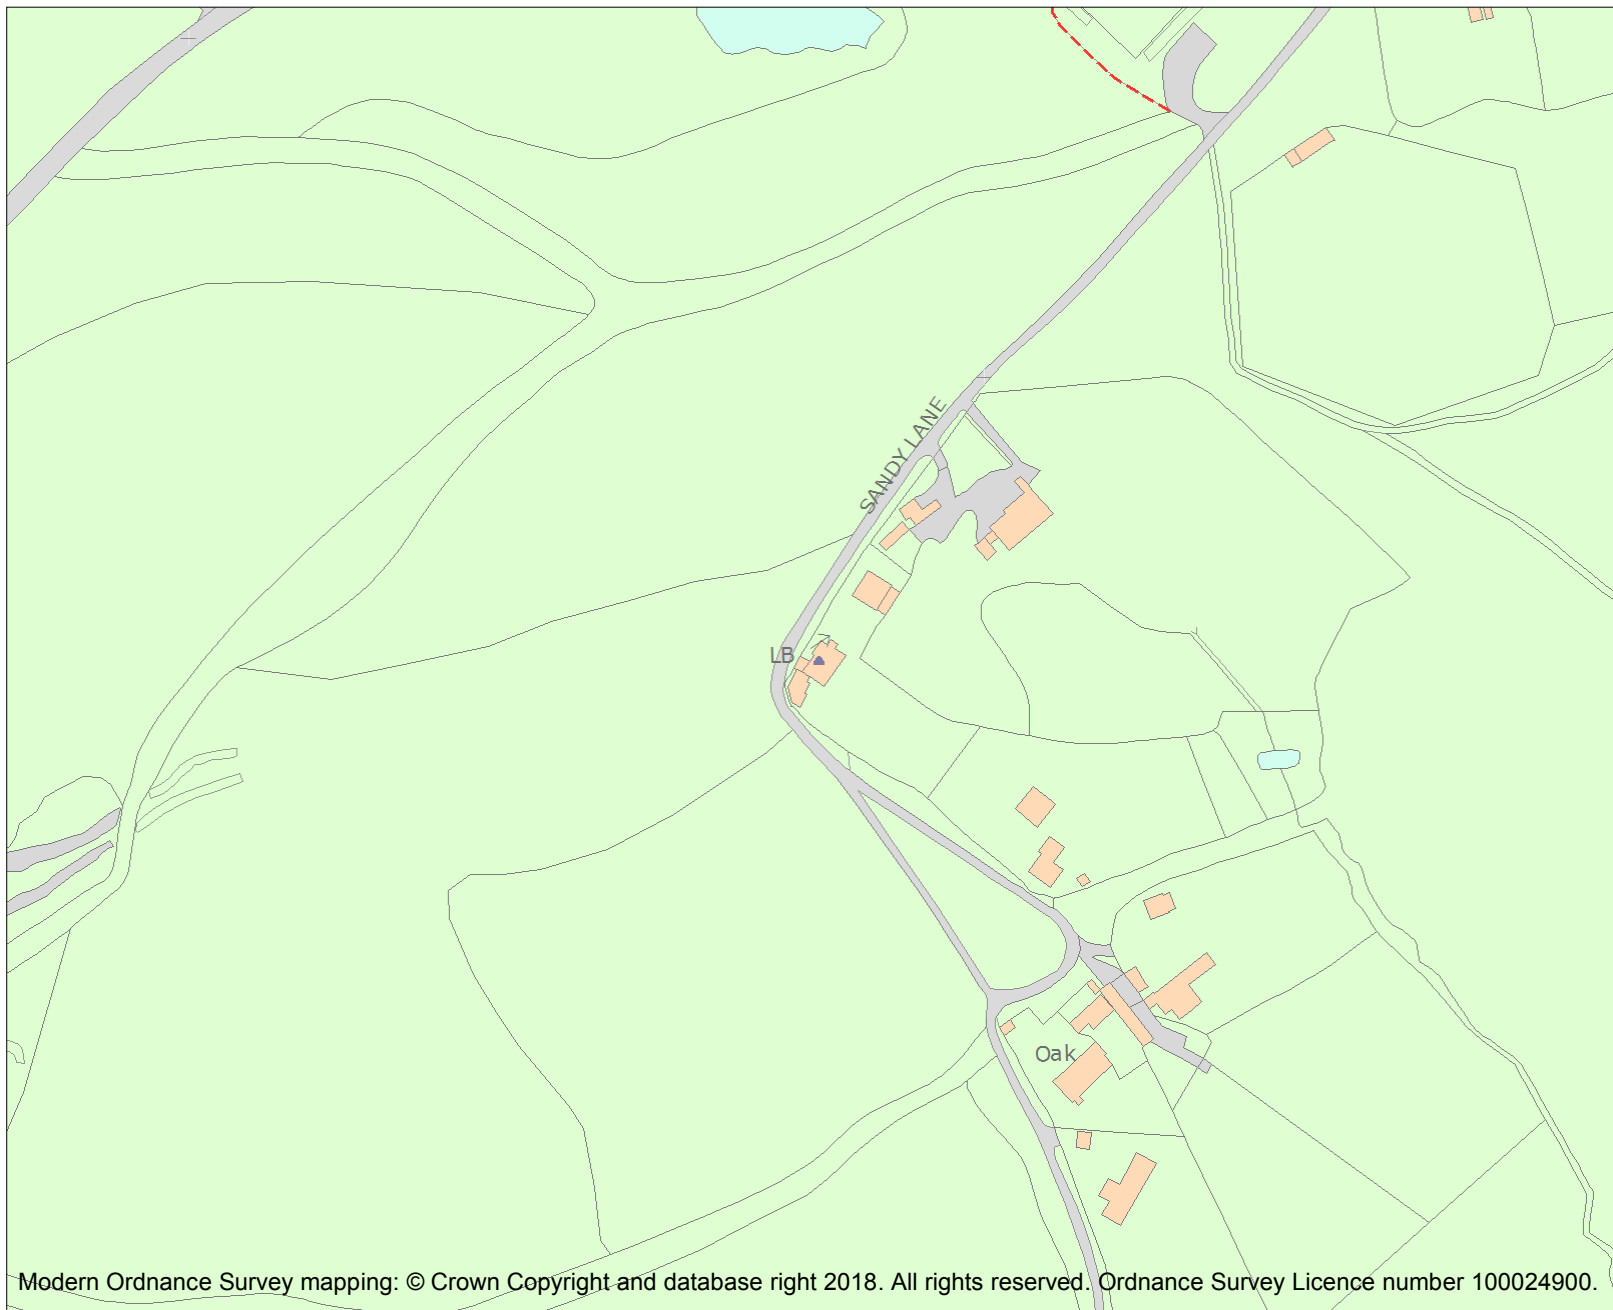 SANDY LANE
LB
Oak
Modern Ordnance Survey mapping: © Crown Copyright and database right 2018. All rights reserved. Ordnance Survey Licence number 100024900.